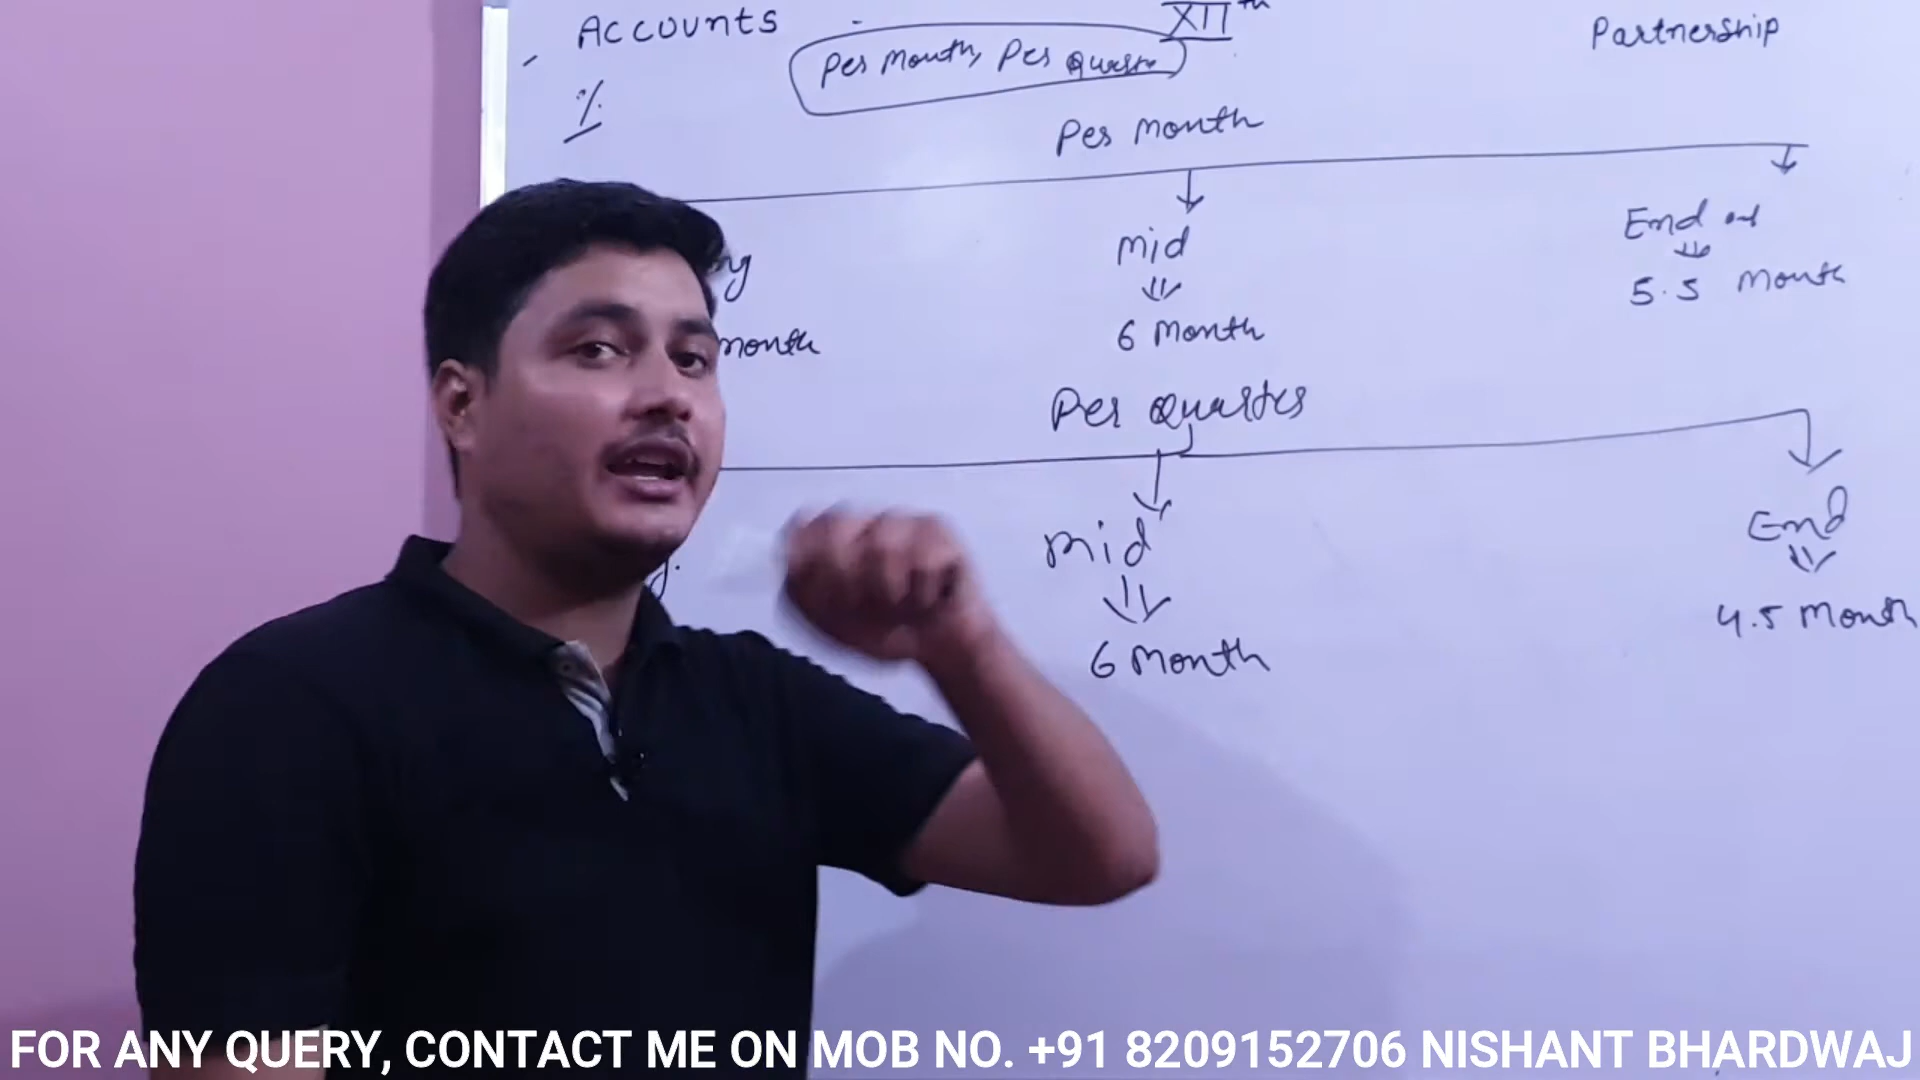 Accounts XIIth Partnership
Per Month, Per Quarter
%
Per Month
Mid
6 Month
End
5.5 Month
month
Per Quarter
Mid
6 Month
End
4.5 Month
FOR ANY QUERY, CONTACT ME ON MOB NO. +91 8209152706 NISHANT BHARDWAJ